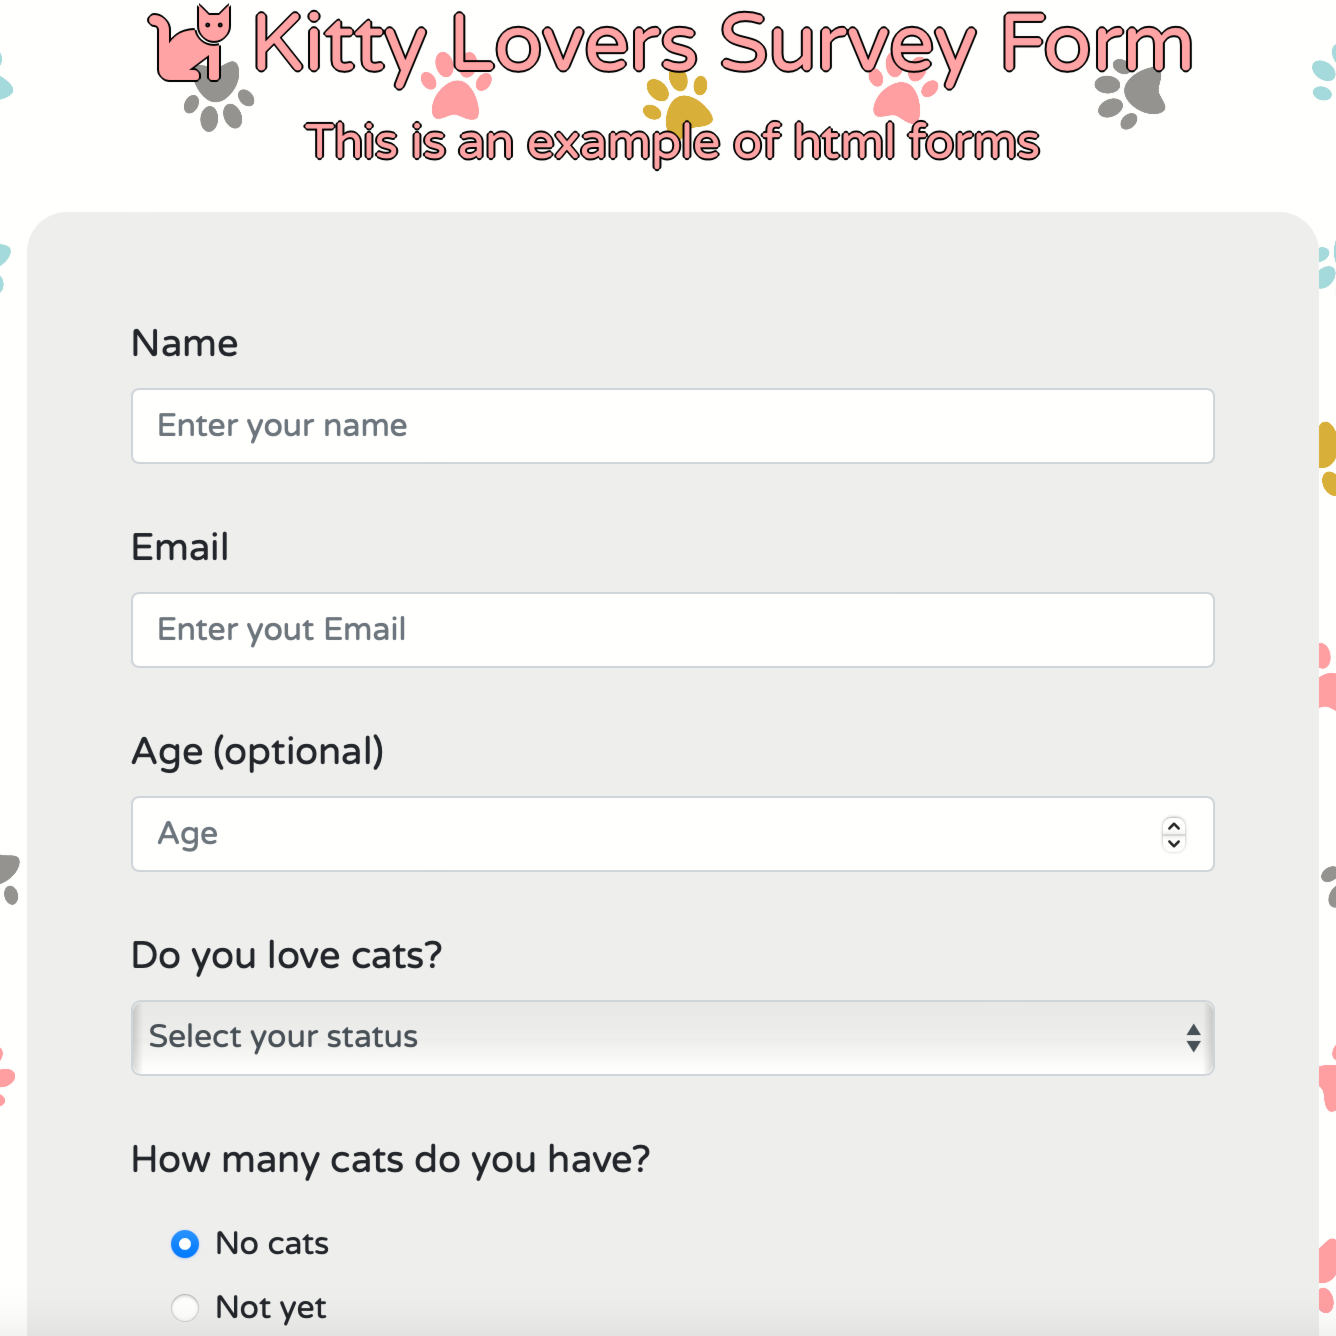 Kitty Lovers Survey Form
This is an example of html forms
Name
Enter your name
Email
Enter yout Email
Age (optional)
Age
Do you love cats?
Select your status
How many cats do you have?
No cats
Not yet